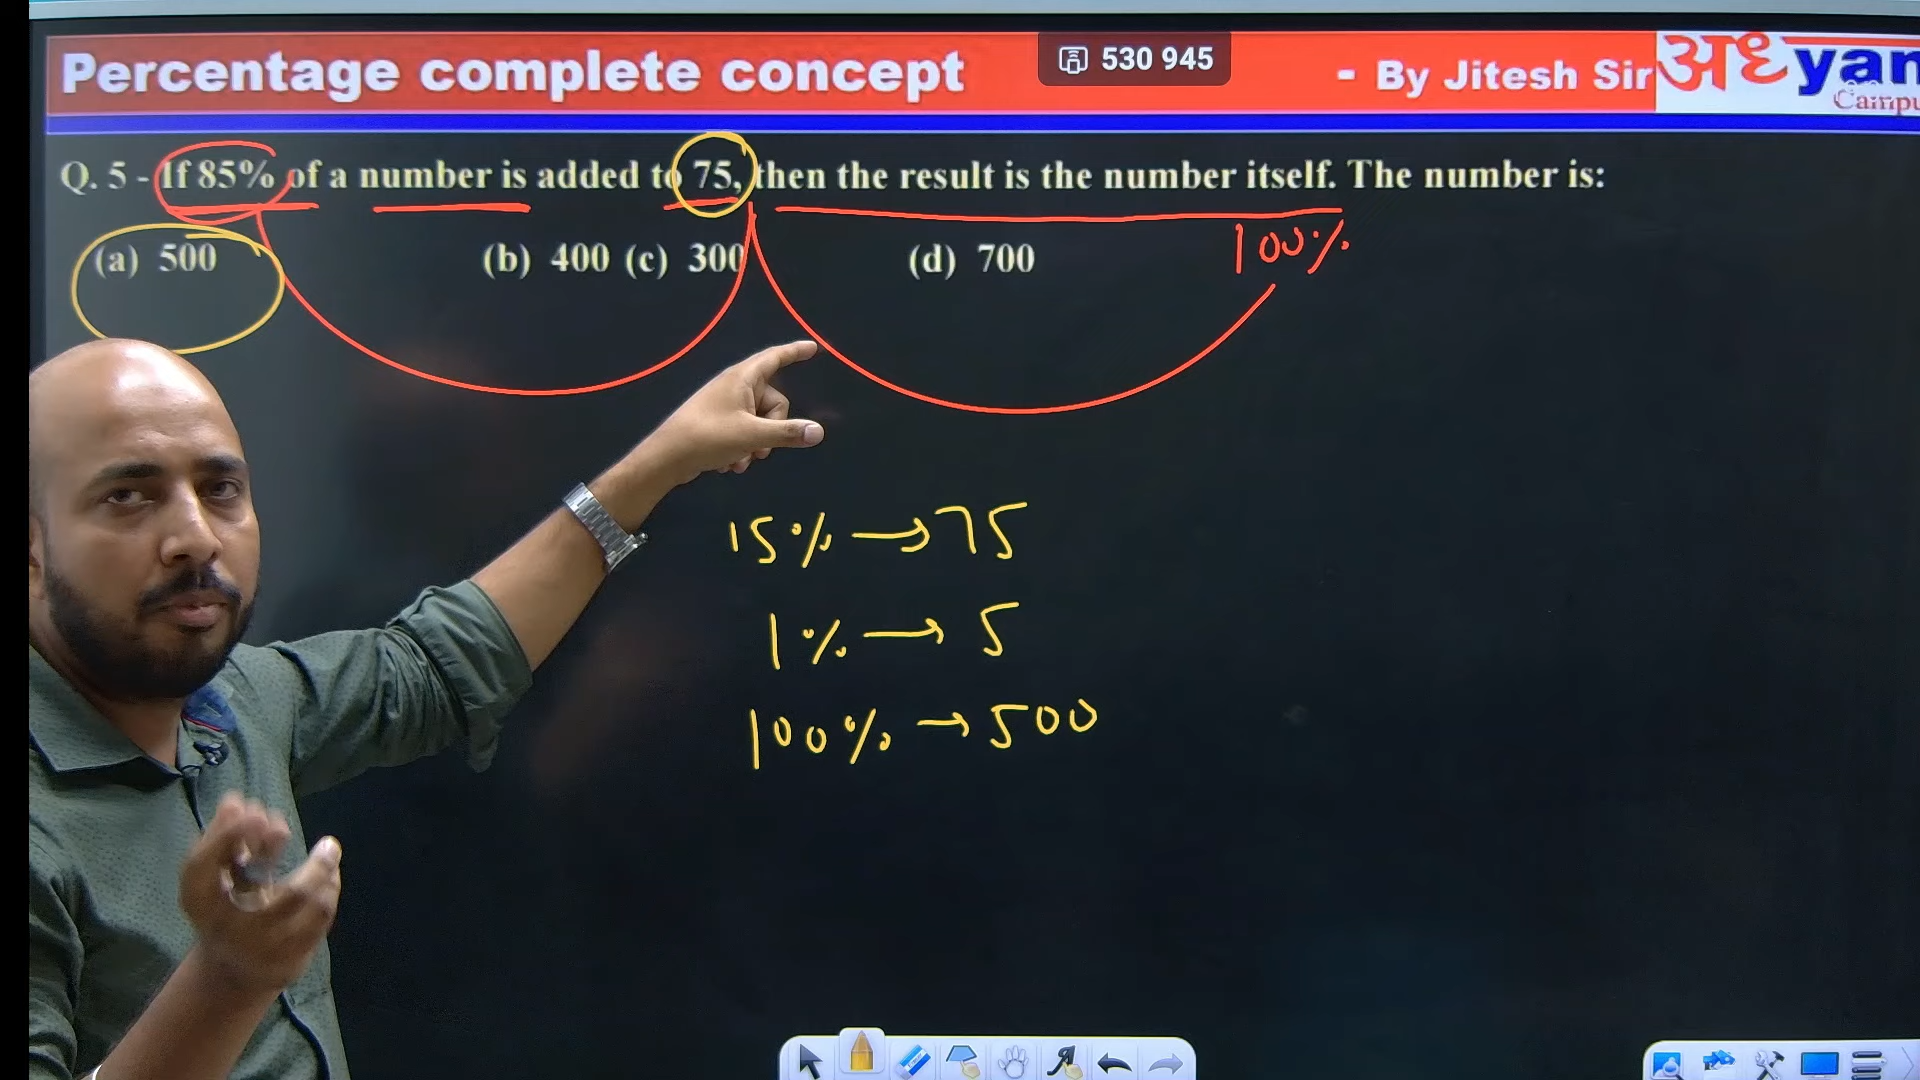 Percentage complete concept
530 945
- By Jitesh Sir
अध्yan
Campu
Q. 5 - If 85% of a number is added to 75, then the result is the number itself. The number is:
(a) 500 (b) 400 (c) 300 (d) 700
100%
15% → 75
1% → 5
100% → 500